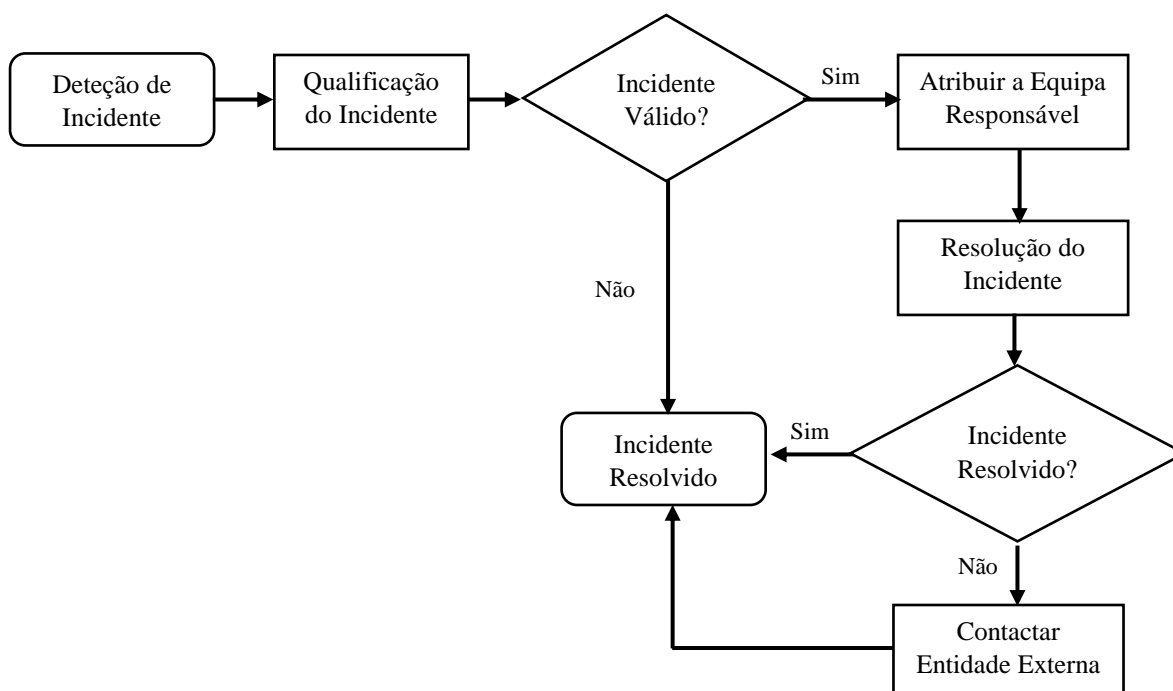 Deteção de
Incidente
Qualificação
do Incidente
Incidente
Válido?
Sim
Atribuir a Equipa
Responsável
Resolução do
Incidente
Não
Incidente
Resolvido
Sim
Incidente
Resolvido?
Não
Contactar
Entidade Externa